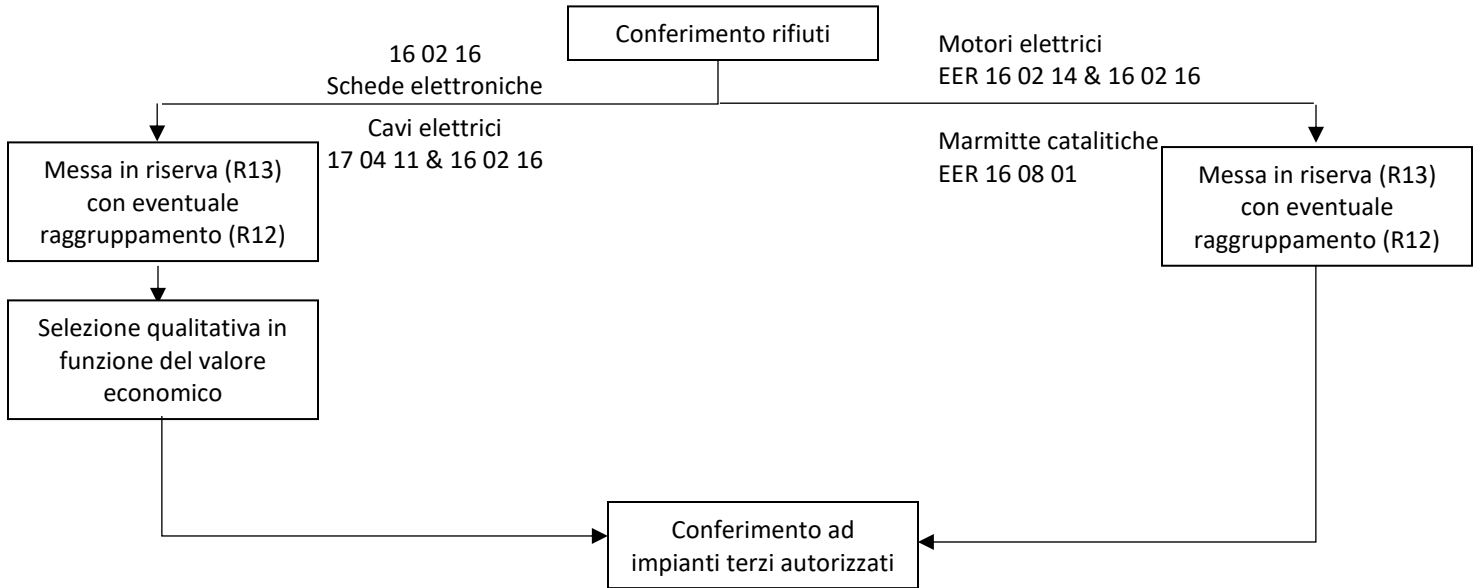 Conferimento rifiuti
16 02 16
Schede elettroniche
Cavi elettrici
17 04 11 & 16 02 16
Motori elettrici
EER 16 02 14 & 16 02 16
Marmitte catalitiche
EER 16 08 01
Messa in riserva (R13)
con eventuale
raggruppamento (R12)
Messa in riserva (R13)
con eventuale
raggruppamento (R12)
Selezione qualitativa in
funzione del valore
economico
Conferimento ad
impianti terzi autorizzati